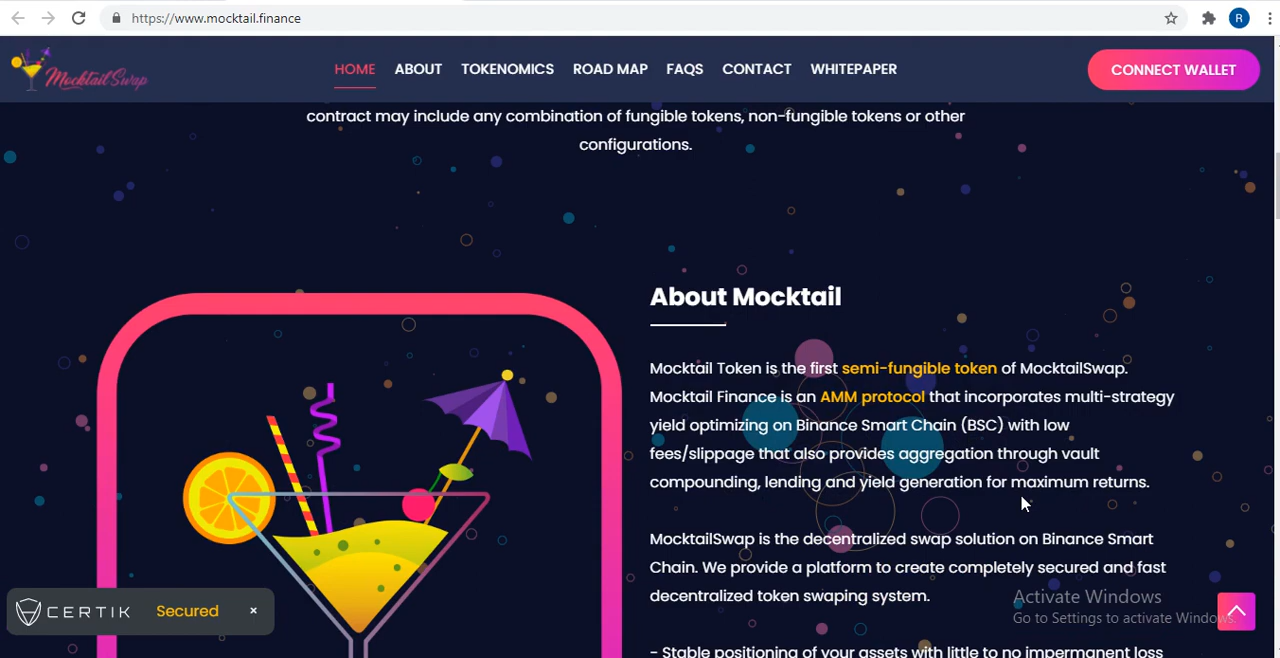 https://www.mocktail.finance
R
Mocktail Swap
HOME
ABOUT
TOKENOMICS
ROAD MAP
FAQS
CONTACT
WHITEPAPER
CONNECT WALLET
contract may include any combination of fungible tokens, non-fungible tokens or other
configurations.
About Mocktail
Mocktail Token is the first semi-fungible token of MocktailSwap.
Mocktail Finance is an AMM protocol that incorporates multi-strategy
yield optimizing on Binance Smart Chain (BSC) with low
fees/slippage that also provides aggregation through vault
compounding, lending and yield generation for maximum returns.
MocktailSwap is the decentralized swap solution on Binance Smart
Chain. We provide a platform to create completely secured and fast
decentralized token swaping system.
- Stable positioning of your assets with little to no impermanent loss
CERTIK Secured ×
Activate Windows
Go to Settings to activate Windows.